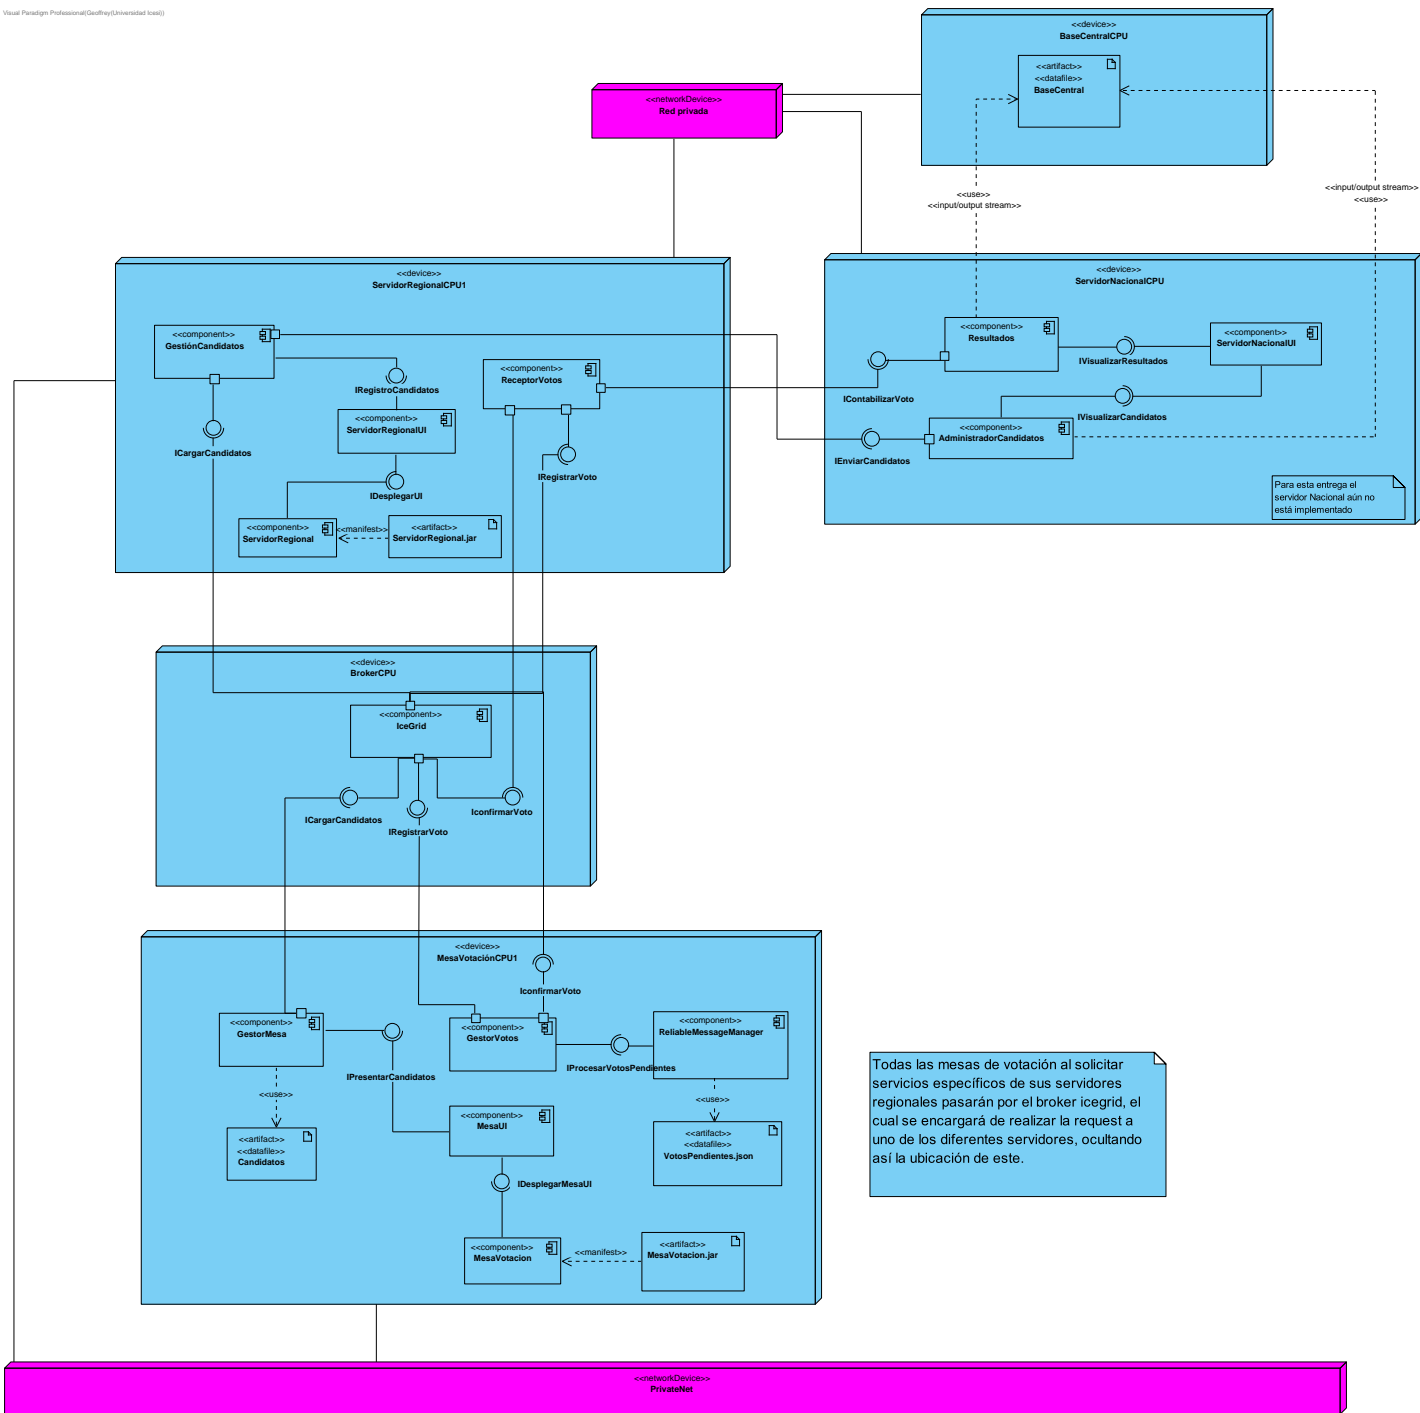 Visual Paradigm Professional(Geoffrey(Universidad Icesi))
<<device>>
BaseCentralCPU
<<artifact>>
<<datafile>>
BaseCentral
<<networkDevice>>
Red privada
<<use>>
<<input/output stream>>
<<input/output stream>>
<<use>>
<<device>>
ServidorRegionalCPU1
<<component>>
GestiónCandidatos
IRegistroCandidatos
<<component>>
ReceptorVotos
<<component>>
ServidorRegionalUI
ICargarCandidatos
IRegistrarVoto
IDesplegarUI
<<component>>
ServidorRegional
<<manifest>>
<<artifact>>
ServidorRegional.jar
<<device>>
ServidorNacionalCPU
<<component>>
Resultados
IVisualizarResultados
<<component>>
ServidorNacionalUI
IContabilizarVoto
IVisualizarCandidatos
<<component>>
AdministradorCandidatos
IEnviarCandidatos
Para esta entrega el
servidor Nacional aún no
está implementado
<<device>>
BrokerCPU
<<component>>
IceGrid
ICargarCandidatos
IRegistrarVoto
IconfirmarVoto
<<device>>
MesaVotaciónCPU1
IconfirmarVoto
<<component>>
GestorMesa
<<component>>
GestorVotos
<<component>>
ReliableMessageManager
IPresentarCandidatos
IProcesarVotosPendientes
<<use>>
<<use>>
<<artifact>>
<<datafile>>
Candidatos
<<component>>
MesaUI
<<artifact>>
<<datafile>>
VotosPendientes.json
IDesplegarMesaUI
<<component>>
MesaVotacion
<<manifest>>
<<artifact>>
MesaVotacion.jar
Todas las mesas de votación al solicitar
servicios específicos de sus servidores
regionales pasarán por el broker icegrid, el
cual se encargará de realizar la request a
uno de los diferentes servidores, ocultando
así la ubicación de este.
<<networkDevice>>
PrivateNet